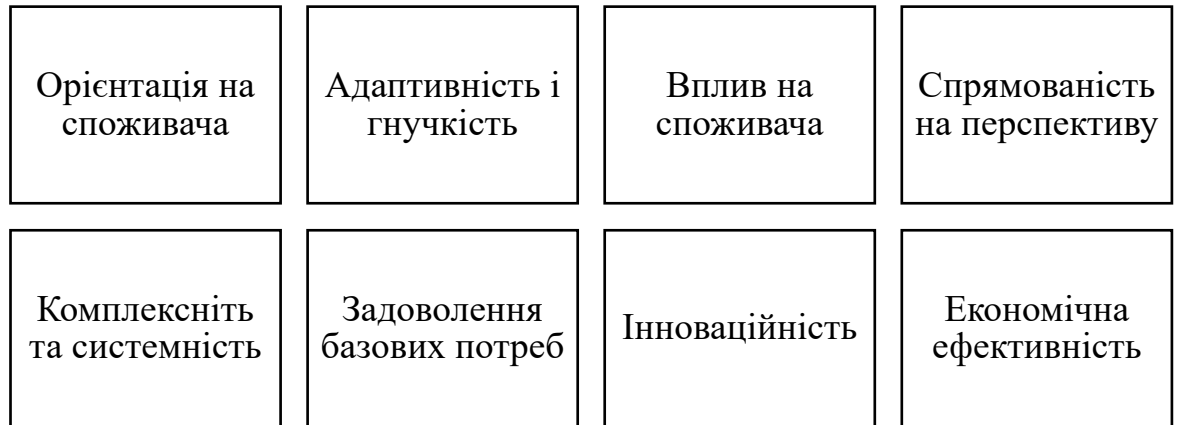 Орієнтація на
споживача
Адаптивність і
гнучкість
Вплив на
споживача
Спрямованість
на перспективу
Комплексніть
та системність
Задоволення
базових потреб
Інноваційність
Економічна
ефективність